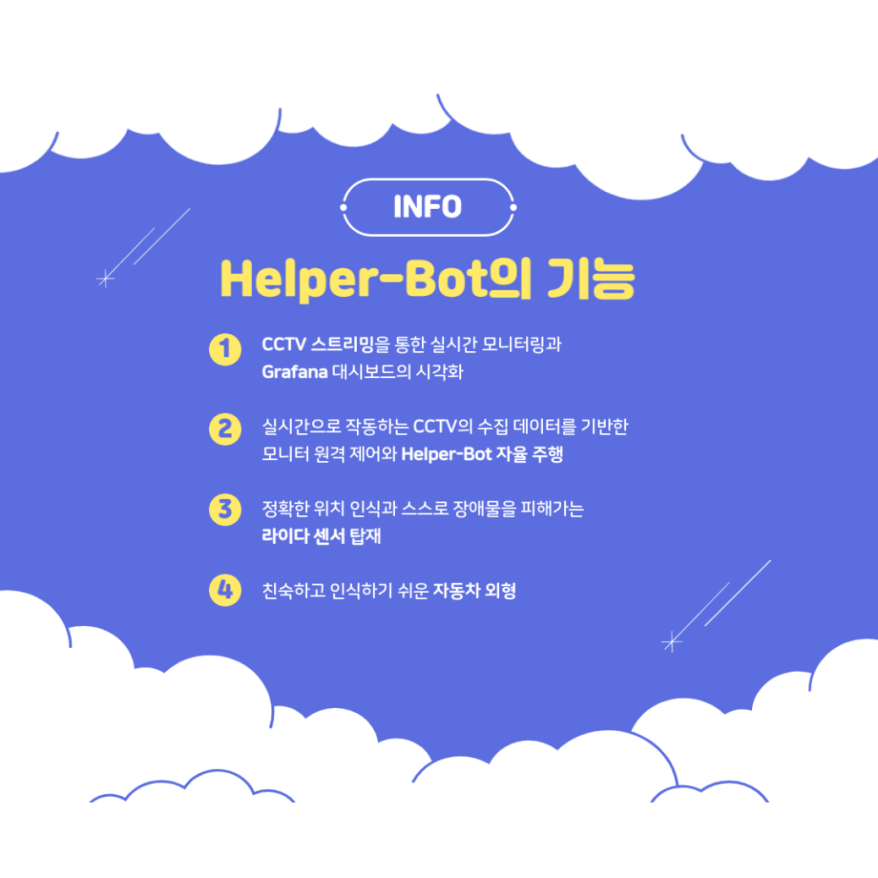 INFO
Helper-Bot의 기능
1
CCTV 스트리밍을 통한 실시간 모니터링과
Grafana 대시보드의 시각화
2
실시간으로 작동하는 CCTV의 수집 데이터를 기반한
모니터 원격 제어와 Helper-Bot 자율 주행
3
정확한 위치 인식과 스스로 장애물을 피해가는
라이다 센서 탑재
4
친숙하고 인식하기 쉬운 자동차 외형